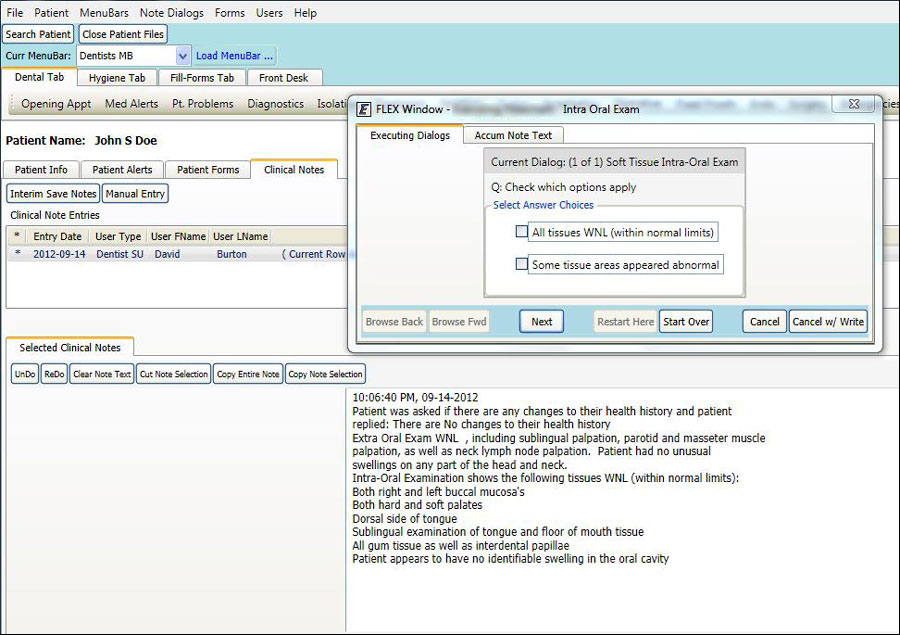 File Patient MenuBars Note Dialogs Forms Users Help
Search Patient Close Patient Files
Curr MenuBar: Dentists MB Load MenuBar ...
Dental Tab Hygiene Tab Fill-Forms Tab Front Desk
Opening Appt Med Alerts Pt. Problems Diagnostics
Patient Name: John S Doe
Patient Info Patient Alerts Patient Forms Clinical Notes
Interim Save Notes Manual Entry
Clinical Note Entries
* Entry Date User Type User FName User LName
* 2012-09-14 Dentist SU David Burton ( Current Row
FLEX Window - Intra Oral Exam
Executing Dialogs Accum Note Text
Current Dialog: (1 of 1) Soft Tissue Intra-Oral Exam
Q: Check which options apply
Select Answer Choices
All tissues WNL (within normal limits)
Some tissue areas appeared abnormal
Browse Back Browse Fwd Next Restart Here Start Over Cancel Cancel w/ Write
Selected Clinical Notes
UnDo ReDo Clear Note Text Cut Note Selection Copy Entire Note Copy Note Selection
10:06:40 PM, 09-14-2012
Patient was asked if there are any changes to their health history and patient
replied: There are No changes to their health history
Extra Oral Exam WNL , including sublingual palpation, parotid and masseter muscle
palpation, as well as neck lymph node palpation. Patient had no unusual
swellings on any part of the head and neck.
Intra-Oral Examination shows the following tissues WNL (within normal limits):
Both right and left buccal mucosa's
Both hard and soft palates
Dorsal side of tongue
Sublingual examination of tongue and floor of mouth tissue
All gum tissue as well as interdental papillae
Patient appears to have no identifiable swelling in the oral cavity